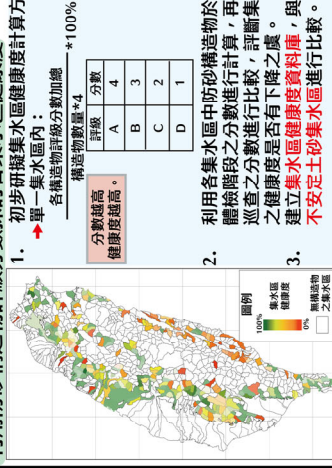 1. 初步研擬集水區健康度計算方
➡單一集水區內：
各構造物評級分數加總
構造物數量*4
*100%
評級 分數
A 4
B 3
C 2
D 1
分數越高，
健康度越高。
2. 利用各集水區中防砂構造物於
體檢階段之分數進行計算，再
巡查之分數進行比較，評斷集
之健康度是否有下降之處。
3. 建立集水區健康度資料庫，與
不安定土砂集水區進行比較。
圖例
100%
集水區
健康度
0%
無構造物
之集水區